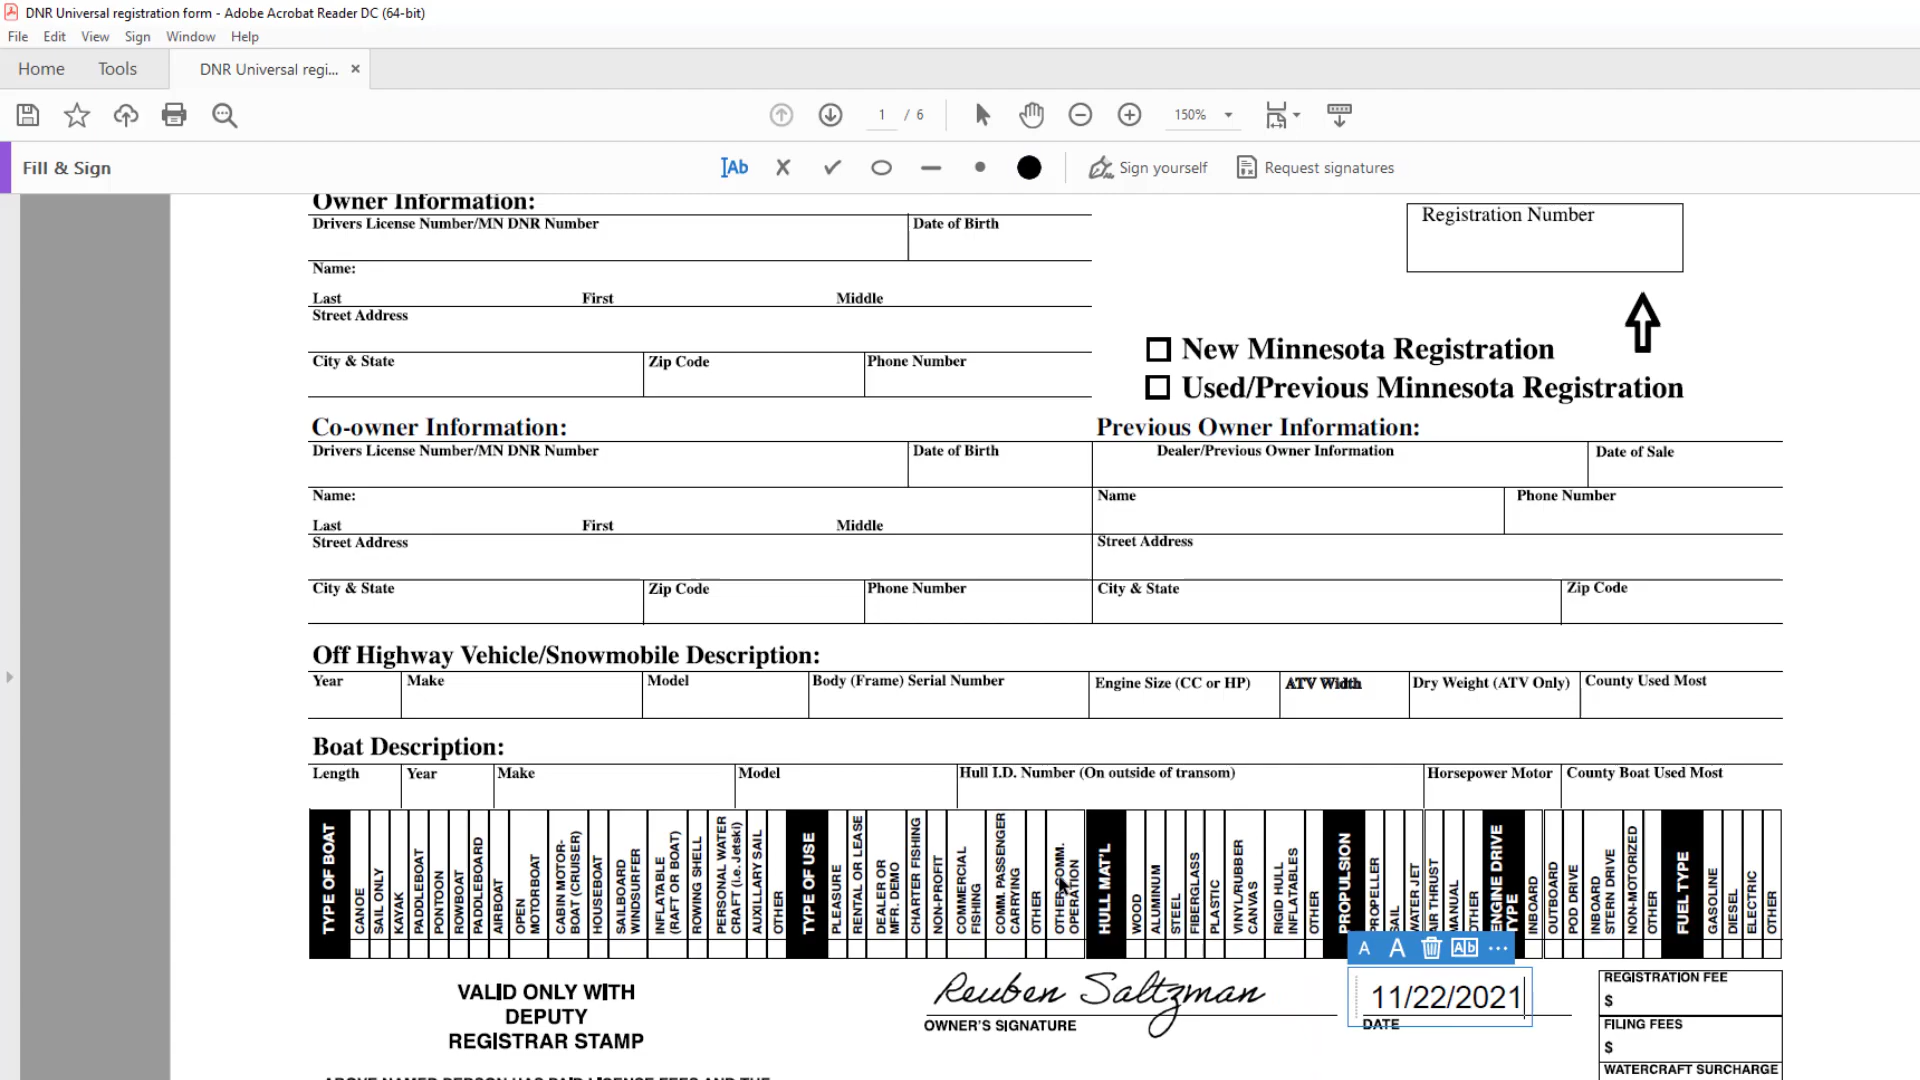 DNR Universal registration form - Adobe Acrobat Reader DC (64-bit)
File Edit View Sign Window Help
Home Tools DNR Universal regi... ×
1 / 6 150%
Fill & Sign Ab Sign yourself Request signatures
Owner Information:
Registration Number
Drivers License Number/MN DNR Number Date of Birth
Name:
Last First Middle
Street Address
City & State Zip Code Phone Number
New Minnesota Registration
Used/Previous Minnesota Registration
Co-owner Information: Previous Owner Information:
Drivers License Number/MN DNR Number Date of Birth Dealer/Previous Owner Information Date of Sale
Name: Name Phone Number
Last First Middle
Street Address Street Address
City & State Zip Code Phone Number City & State Zip Code
Off Highway Vehicle/Snowmobile Description:
Year Make Model Body (Frame) Serial Number Engine Size (CC or HP) ATV Width Dry Weight (ATV Only) County Used Most
Boat Description:
Length Year Make Model Hull I.D. Number (On outside of transom) Horsepower Motor County Boat Used Most
TYPE OF BOAT
CANOE
SAIL ONLY
KAYAK
PADDLEBOAT
PONTOON
ROWBOAT
PADDLEBOARD
AIRBOAT
OPEN
MOTORBOAT
CABIN MOTOR-
BOAT (CRUISER)
HOUSEBOAT
SAILBOARD
WINDSURFER
INFLATABLE
(RAFT OR BOAT)
ROWING SHELL
PERSONAL WATER
CRAFT (i.e. Jetski)
AUXILLARY SAIL
OTHER
TYPE OF USE
PLEASURE
RENTAL OR LEASE
DEALER OR
MFR. DEMO
CHARTER FISHING
NON-PROFIT
COMMERCIAL
FISHING
COMM. PASSENGER
CARRYING
OTHER
OTHER COMM.
OPERATION
HULL MAT'L
WOOD
ALUMINUM
STEEL
FIBERGLASS
PLASTIC
VINYL/RUBBER
CANVAS
RIGID HULL
INFLATABLES
OTHER
PROPULSION
PROPELLER
SAIL
WATER JET
AIR THRUST
MANUAL
OTHER
ENGINE DRIVE
TYPE
INBOARD
OUTBOARD
POD DRIVE
INBOARD
STERN DRIVE
NON-MOTORIZED
OTHER
FUEL TYPE
GASOLINE
DIESEL
ELECTRIC
OTHER
A A Ab ...
VALID ONLY WITH
DEPUTY
REGISTRAR STAMP
Reuben Saltzman
OWNER'S SIGNATURE
11/22/2021
DATE
REGISTRATION FEE
$
FILING FEES
$
WATERCRAFT SURCHARGE
ABOVE NAMED PERSON HAS PAID LICENSE FEES AND THE